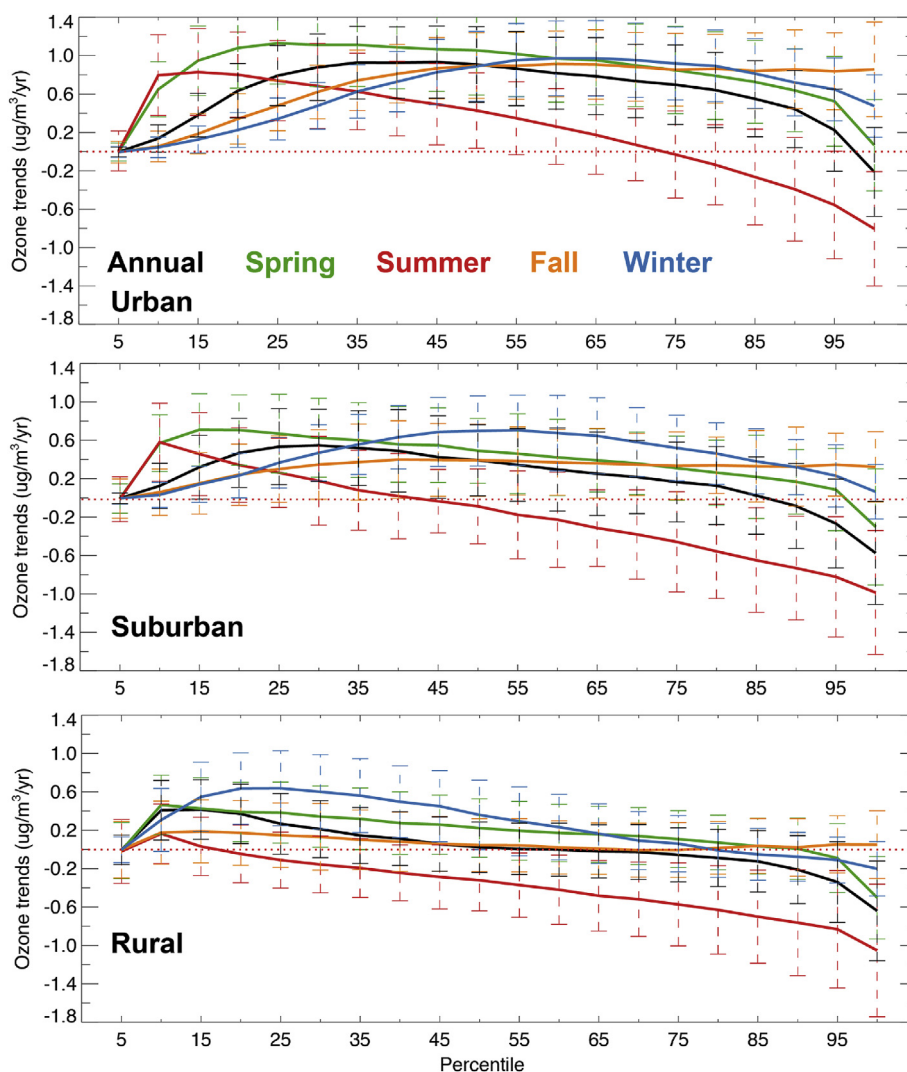 1.4
1.0
0.6
0.2
-0.2
-0.6
-1.0
-1.4
-1.8
Ozone trends (ug/m³/yr)
Annual Spring Summer Fall Winter
Urban
5 15 25 35 45 55 65 75 85 95
1.4
1.0
0.6
0.2
-0.2
-0.6
-1.0
-1.4
-1.8
Ozone trends (ug/m³/yr)
Suburban
5 15 25 35 45 55 65 75 85 95
1.4
1.0
0.6
0.2
-0.2
-0.6
-1.0
-1.4
-1.8
Ozone trends (ug/m³/yr)
Rural
5 15 25 35 45 55 65 75 85 95
Percentile